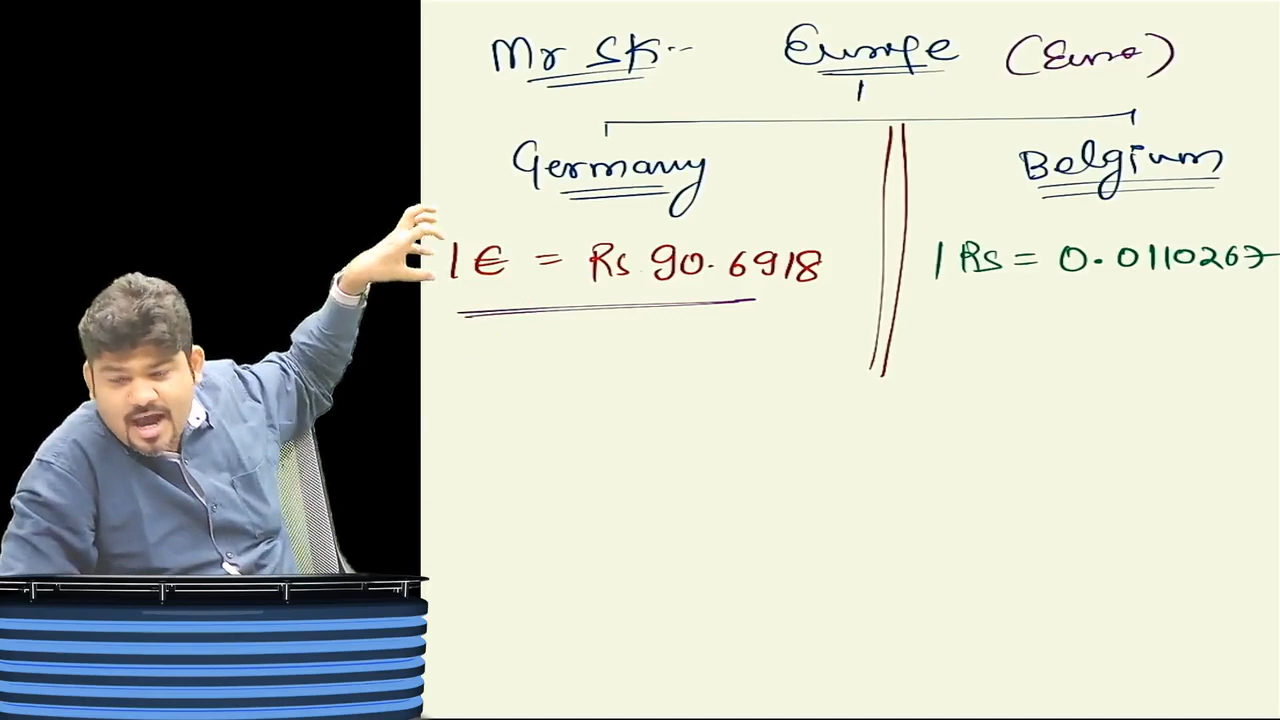 Mr SK-- Europe (Euro)
Germany Belgium
1 € = Rs 90.6918 1 Rs = 0.0110267